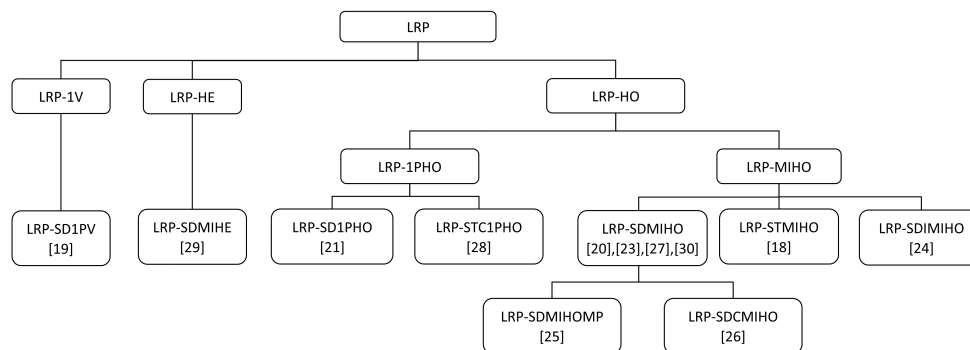 LRP
LRP-1V
LRP-HE
LRP-HO
LRP-1PHO
LRP-MIHO
LRP-SD1PV
[19]
LRP-SDMIHE
[29]
LRP-SD1PHO
[21]
LRP-STC1PHO
[28]
LRP-SDMIHO
[20],[23],[27],[30]
LRP-STMIHO
[18]
LRP-SDIMIHO
[24]
LRP-SDMIHOMP
[25]
LRP-SDCMIHO
[26]